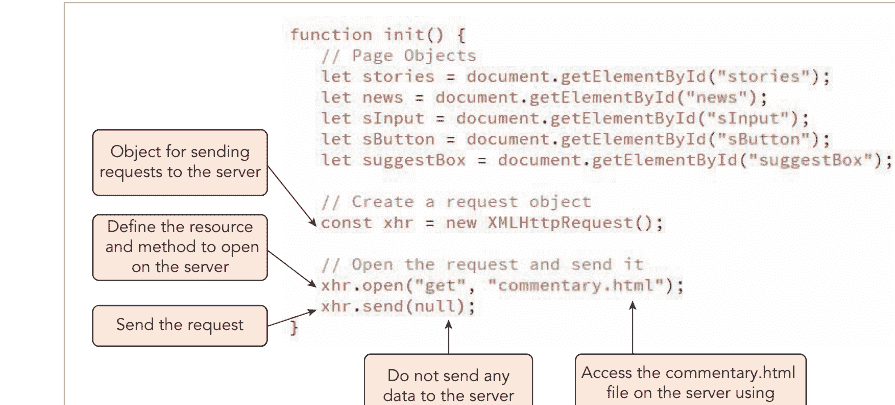 function init() {
// Page Objects
let stories = document.getElementById("stories");
let news = document.getElementById("news");
let sInput = document.getElementById("sInput");
let sButton = document.getElementById("sButton");
let suggestBox = document.getElementById("suggestBox");
Object for sending
requests to the server
// Create a request object
const xhr = new XMLHttpRequest();
Define the resource
and method to open
on the server
// Open the request and send it
xhr.open("get", "commentary.html");
xhr.send(null);
Send the request
}
Do not send any
data to the server
Access the commentary.html
file on the server using